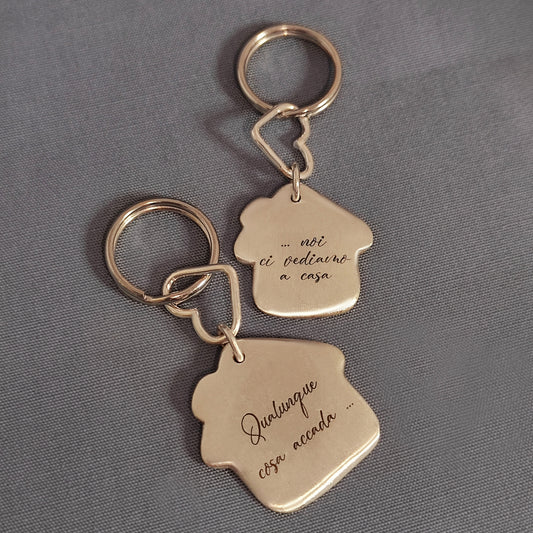 ... noi
ci vediamo
a casa
Qualunque
cosa accada ...